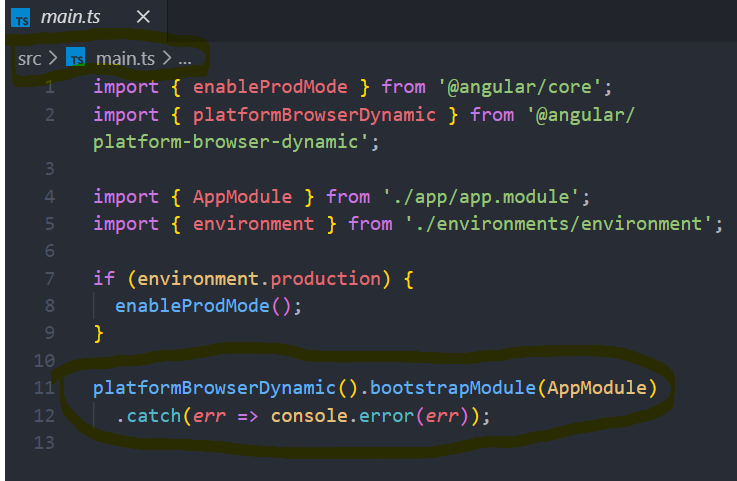 TS main.ts ×
src > TS main.ts > ...
1 import { enableProdMode } from '@angular/core';
2 import { platformBrowserDynamic } from '@angular/
platform-browser-dynamic';
3
4 import { AppModule } from './app/app.module';
5 import { environment } from './environments/environment';
6
7 if (environment.production) {
8 enableProdMode();
9 }
10
11 platformBrowserDynamic().bootstrapModule(AppModule)
12 .catch(err => console.error(err));
13